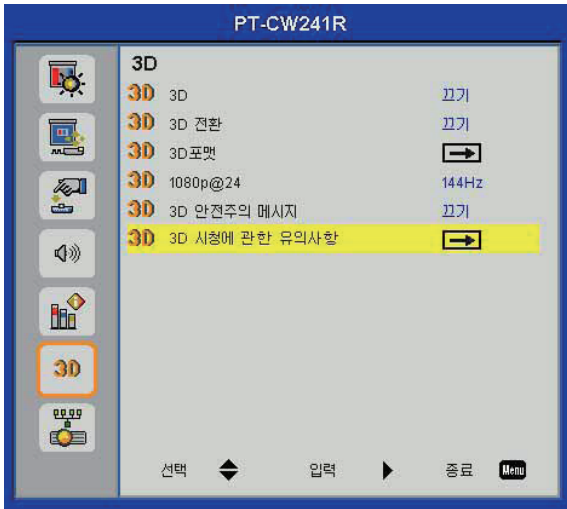 PT-CW241R
3D
3D 3D 끄기
3D 3D 전환 끄기
3D 3D포맷
3D 1080p@24 144Hz
3D 3D 안전주의 메시지 끄기
3D 3D 시청에 관한 유의사항
3D
선택 입력 종료 Menu